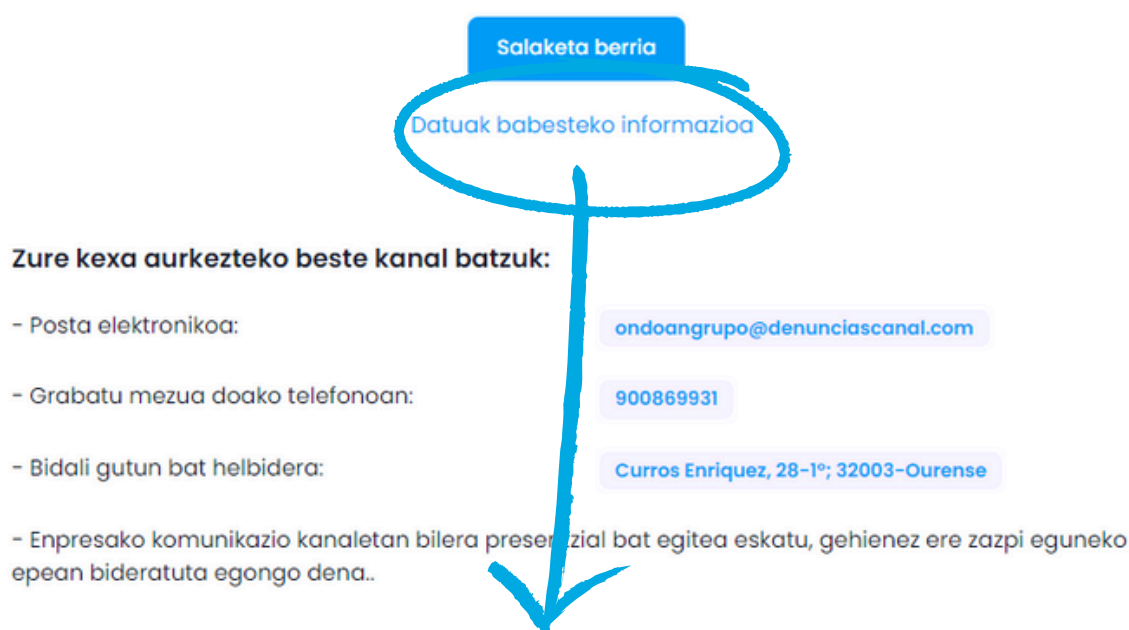 Salaketa berria
Datuak babesteko informazioa
Zure kexa aurkezteko beste kanal batzuk:
- Posta elektronikoa: ondoangrupo@denunciascanal.com
- Grabatu mezua doako telefonoan: 900869931
- Bidali gutun bat helbidera: Curros Enriquez, 28-1º; 32003-Ourense
- Enpresako komunikazio kanaletan bilera presentzial bat egitea eskatu, gehienez ere zazpi eguneko
epean bideratuta egongo dena..